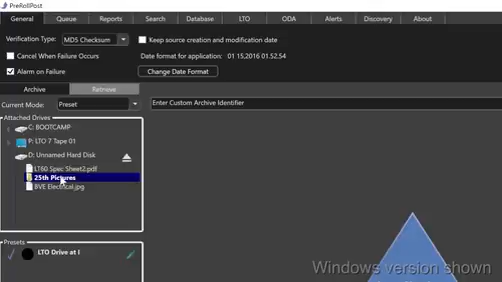 PreRollPost
General Queue Reports Search Database LTO ODA Alerts Discovery About
Verification Type: MD5 Checksum Keep source creation and modification date
Cancel When Failure Occurs Date format for application: 01 15,2016 01.52.54
Alarm on Failure Change Date Format
Archive Retrieve
Current Mode: Preset Enter Custom Archive Identifier
Attached Drives
C: BOOTCAMP
P: LTO 7 Tape 01
D: Unnamed Hard Disk
LT60 Spec Sheet2.pdf
25th Pictures
BVE Electrical.jpg
Presets
LTO Drive at I
Windows version shown